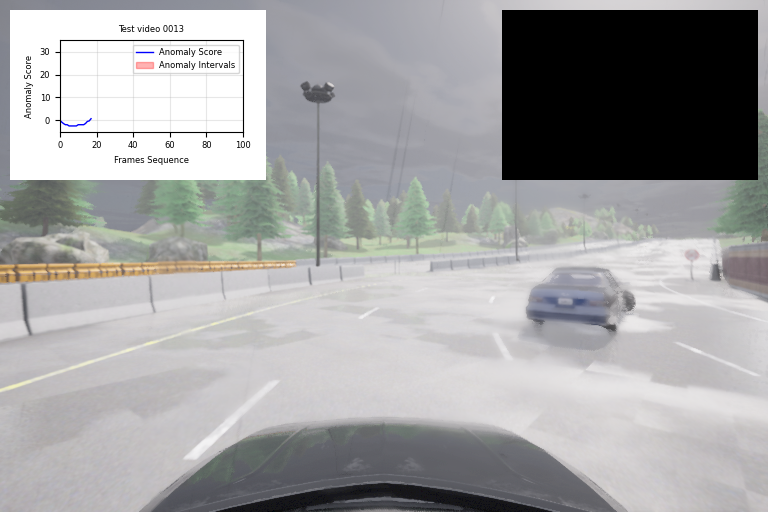 Test video 0013
Anomaly Score
30
20
10
0
Anomaly Score
Anomaly Intervals
0 20 40 60 80 100
Frames Sequence